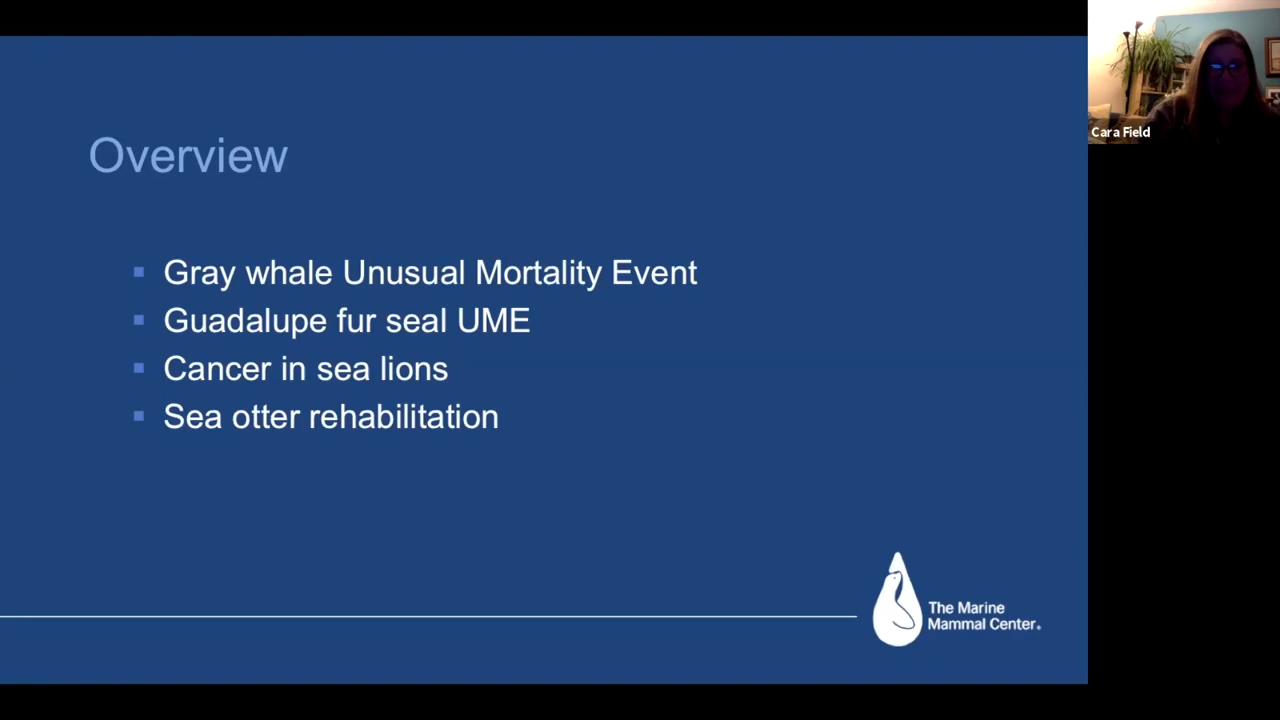 Overview
Gray whale Unusual Mortality Event
Guadalupe fur seal UME
Cancer in sea lions
Sea otter rehabilitation
The Marine
Mammal Center®
Cara Field